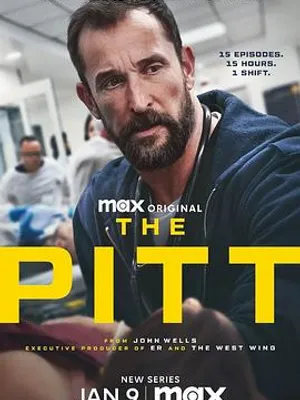 15 EPISODES.
15 HOURS.
1 SHIFT.
max ORIGINAL
THE
PITT
FROM JOHN WELLS
EXECUTIVE PRODUCER OF ER AND THE WEST WING
NEW SERIES
JAN 9 | max